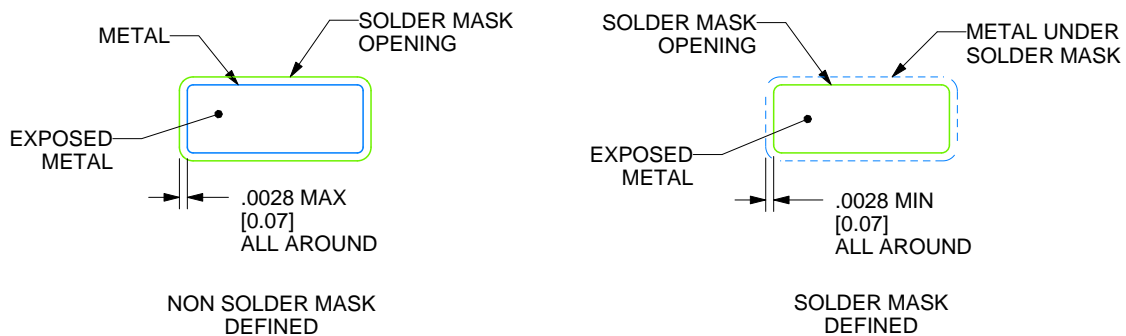 METAL
SOLDER MASK
OPENING
EXPOSED
METAL
.0028 MAX
[0.07]
ALL AROUND
NON SOLDER MASK
DEFINED
SOLDER MASK
OPENING
METAL UNDER
SOLDER MASK
EXPOSED
METAL
.0028 MIN
[0.07]
ALL AROUND
SOLDER MASK
DEFINED